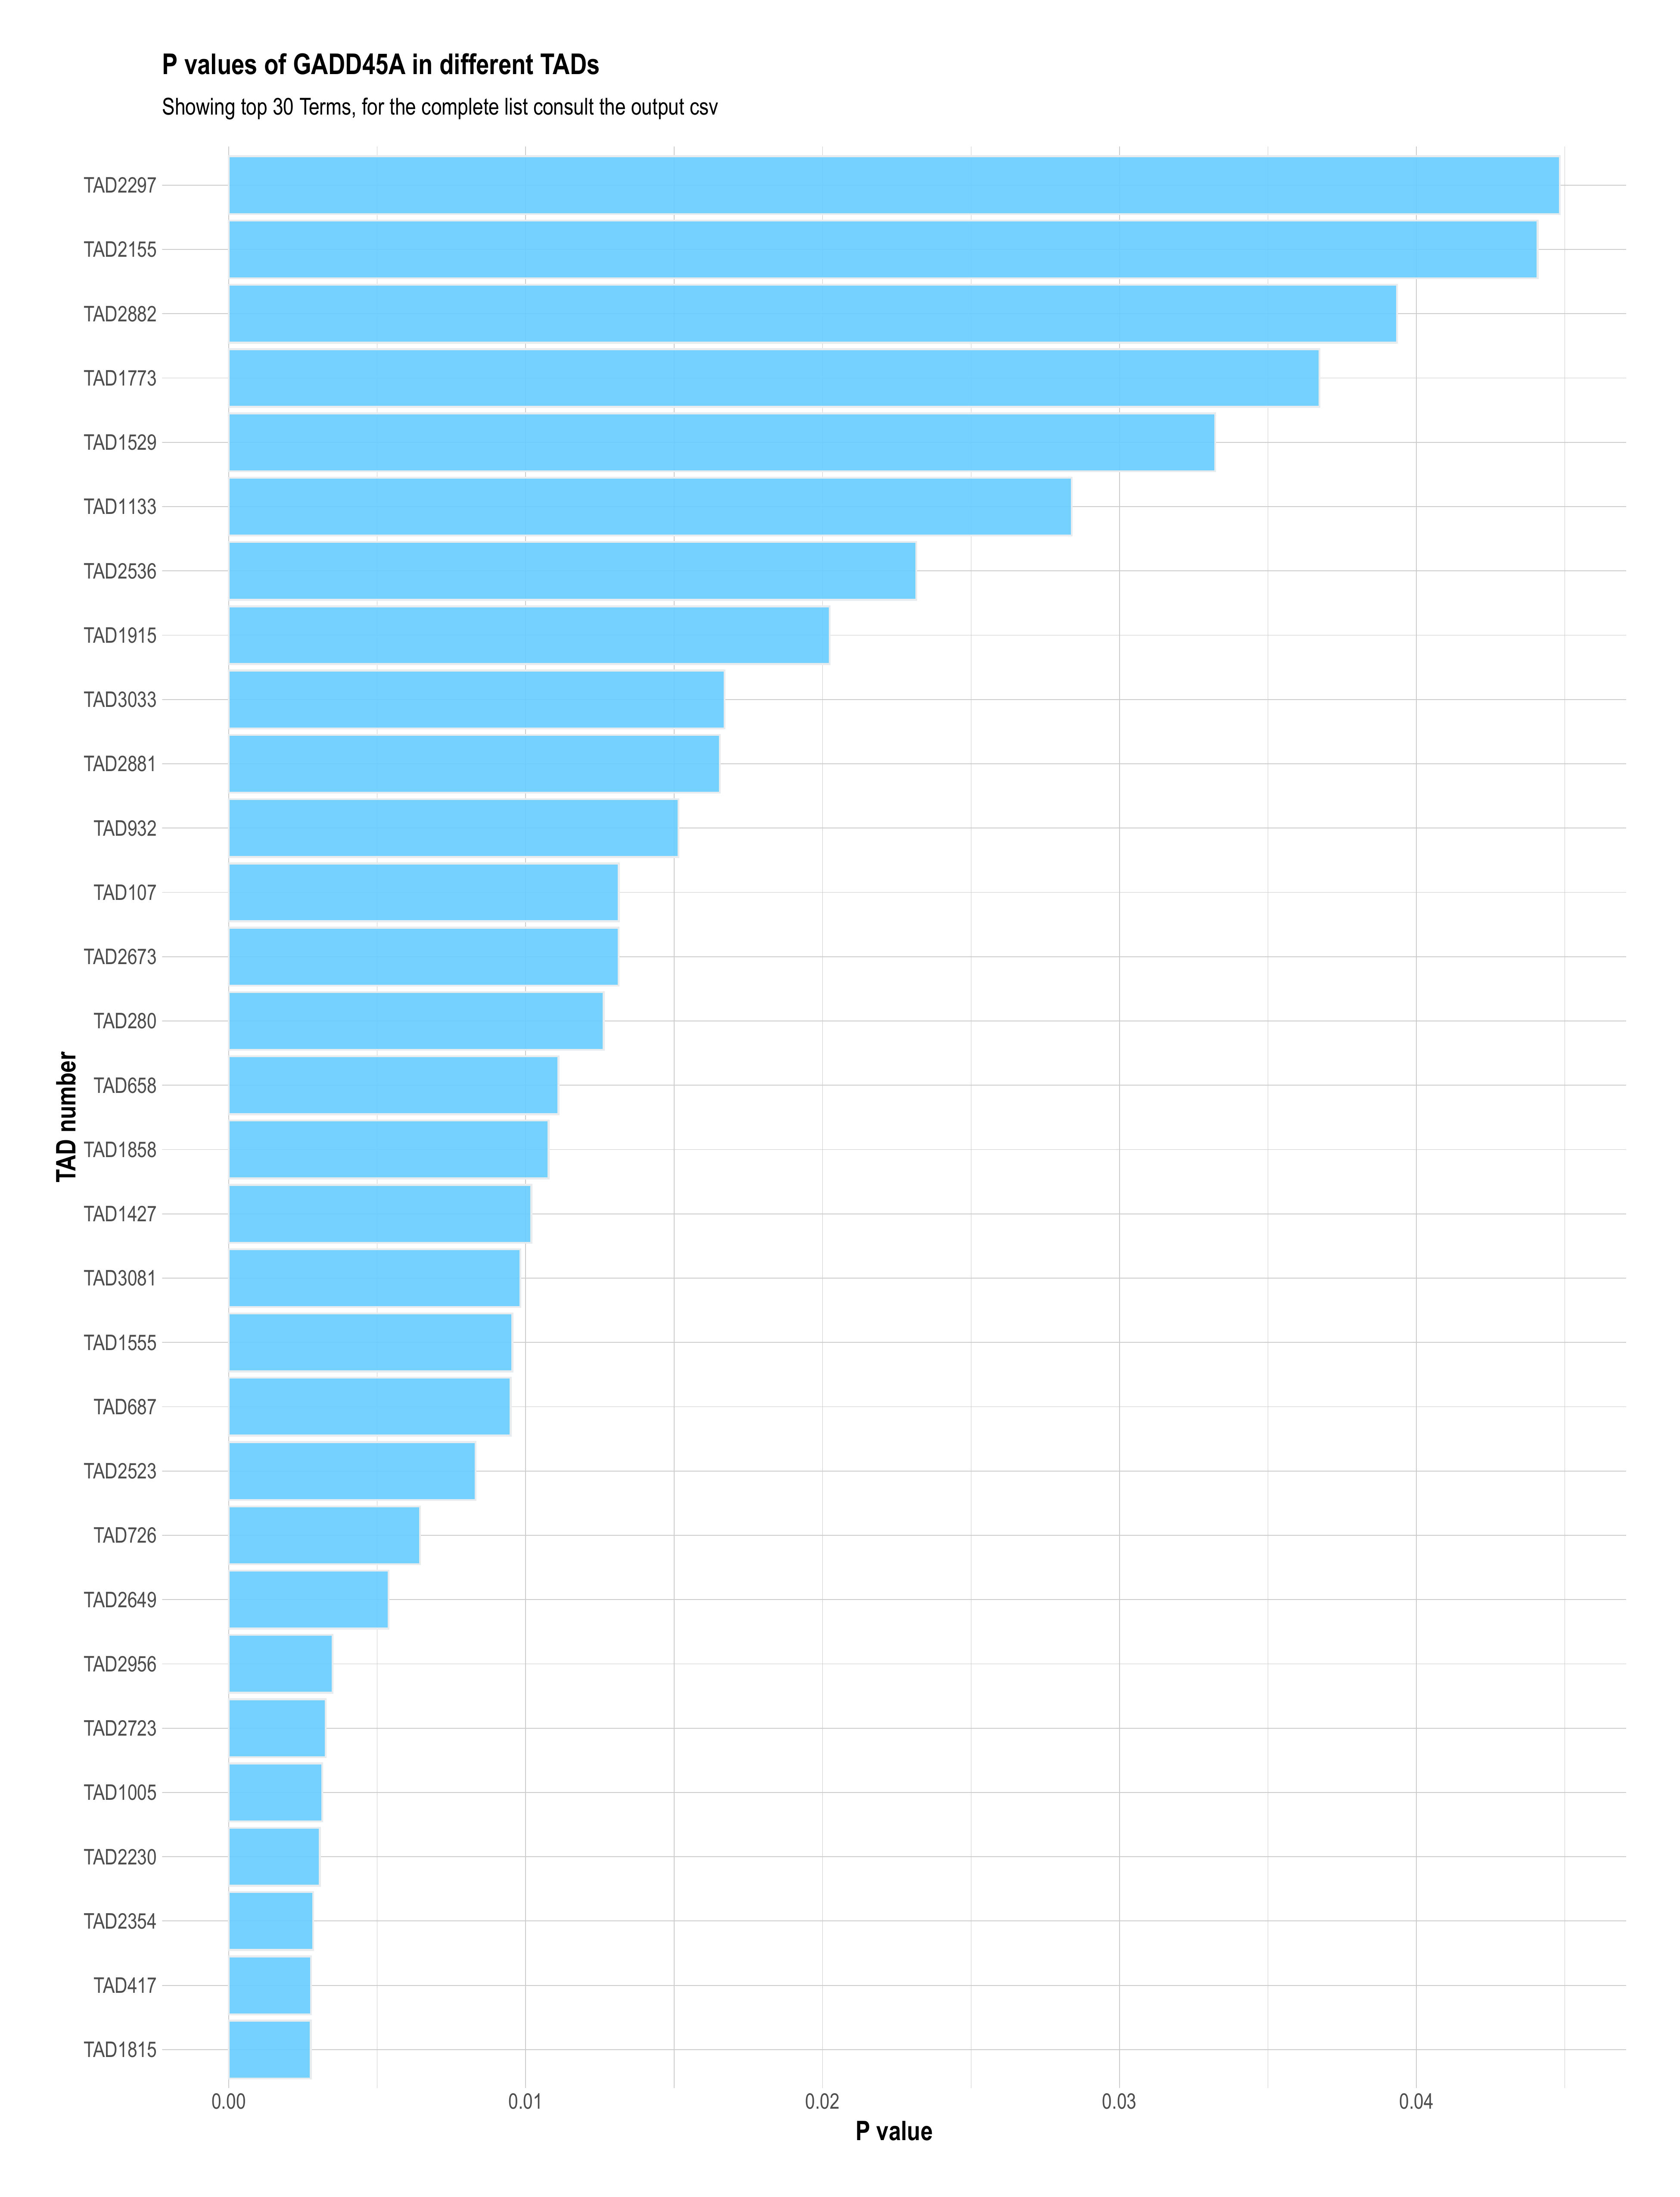 P values of GADD45A in different TADs
Showing top 30 Terms, for the complete list consult the output csv
TAD2297
TAD2155
TAD2882
TAD1773
TAD1529
TAD1133
TAD2536
TAD1915
TAD3033
TAD2881
TAD932
TAD107
TAD2673
TAD280
TAD658
TAD1858
TAD1427
TAD3081
TAD1555
TAD687
TAD2523
TAD726
TAD2649
TAD2956
TAD2723
TAD1005
TAD2230
TAD2354
TAD417
TAD1815
TAD number
0.00 0.01 0.02 0.03 0.04
P value